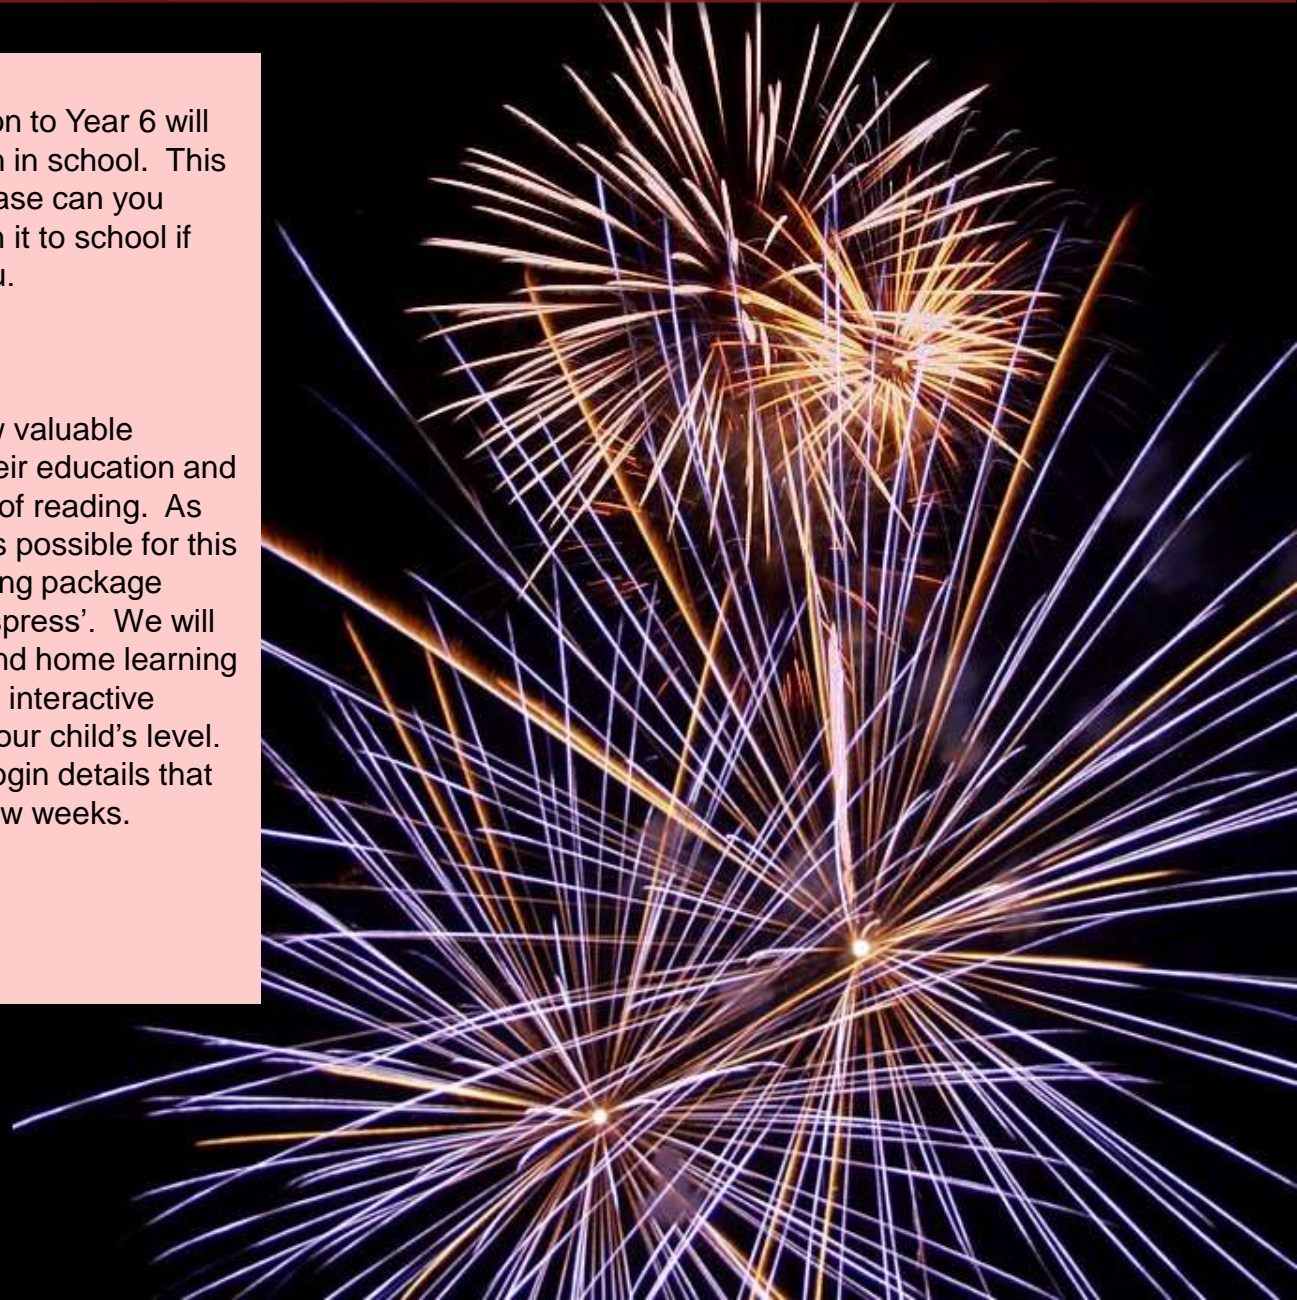 on to Year 6 will
in school.  This
ase can you
it to school if
u.
valuable
eir education and
of reading.  As
s possible for this
ng package
press’.  We will
nd home learning
interactive
our child’s level.
ogin details that
w weeks.